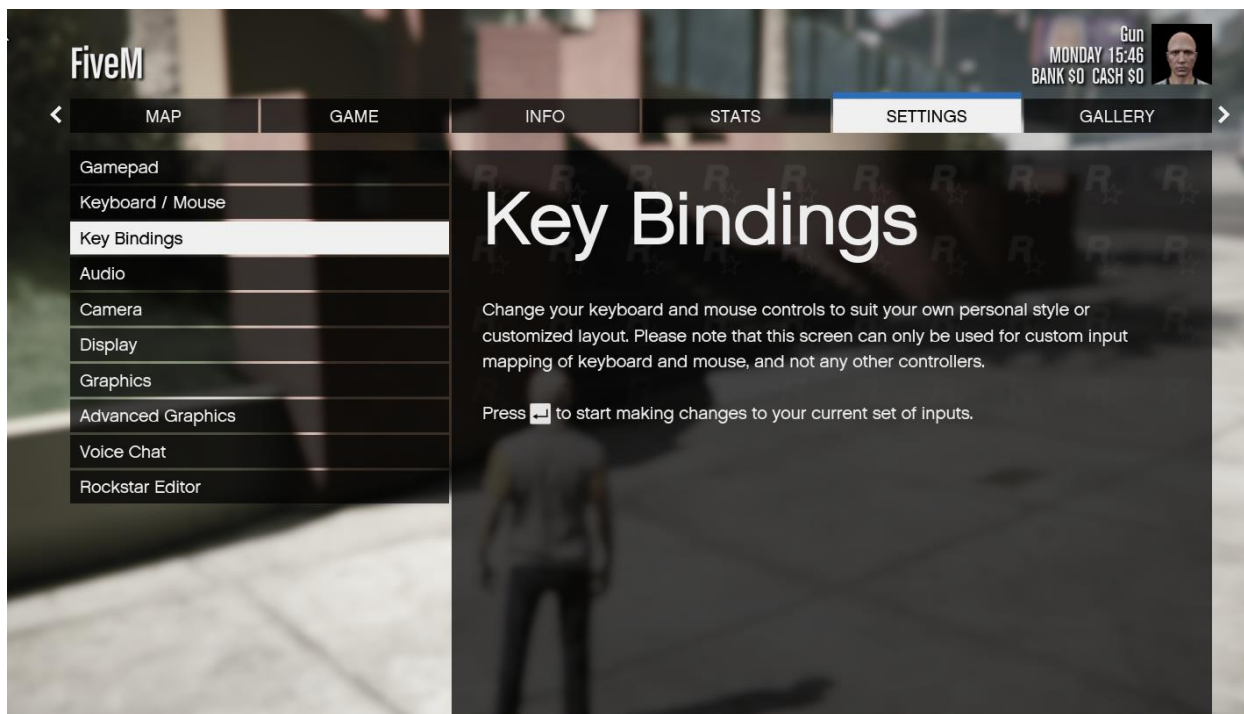 FiveM
Gun
MONDAY 15:46
BANK $0 CASH $0
MAP
GAME
INFO
STATS
SETTINGS
GALLERY
Gamepad
Keyboard / Mouse
Key Bindings
Audio
Camera
Display
Graphics
Advanced Graphics
Voice Chat
Rockstar Editor
Key Bindings
Change your keyboard and mouse controls to suit your own personal style or
customized layout. Please note that this screen can only be used for custom input
mapping of keyboard and mouse, and not any other controllers.
Press ↵ to start making changes to your current set of inputs.